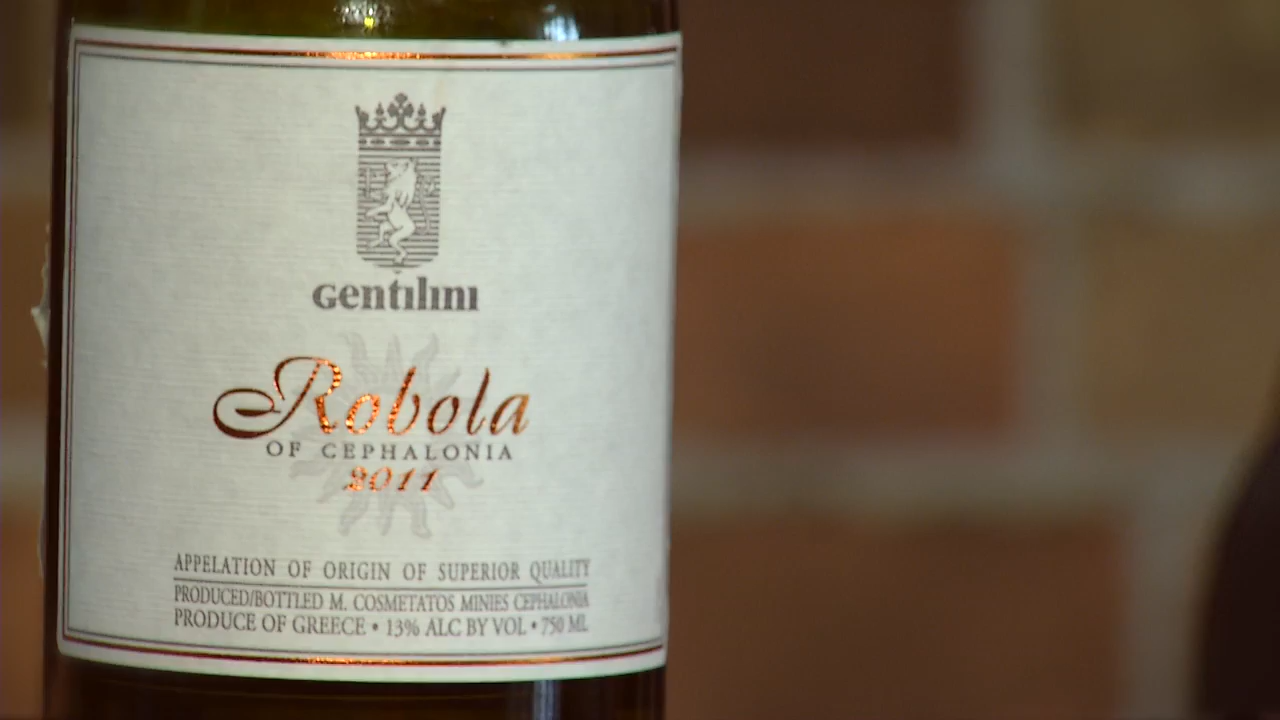 Gentilini
Robola
OF CEPHALONIA
2011
APPELATION OF ORIGIN OF SUPERIOR QUALITY
PRODUCED/BOTTLED M. COSMETATOS MINIES CEPHALONIA
PRODUCE OF GREECE • 13% ALC BY VOL • 750 ML